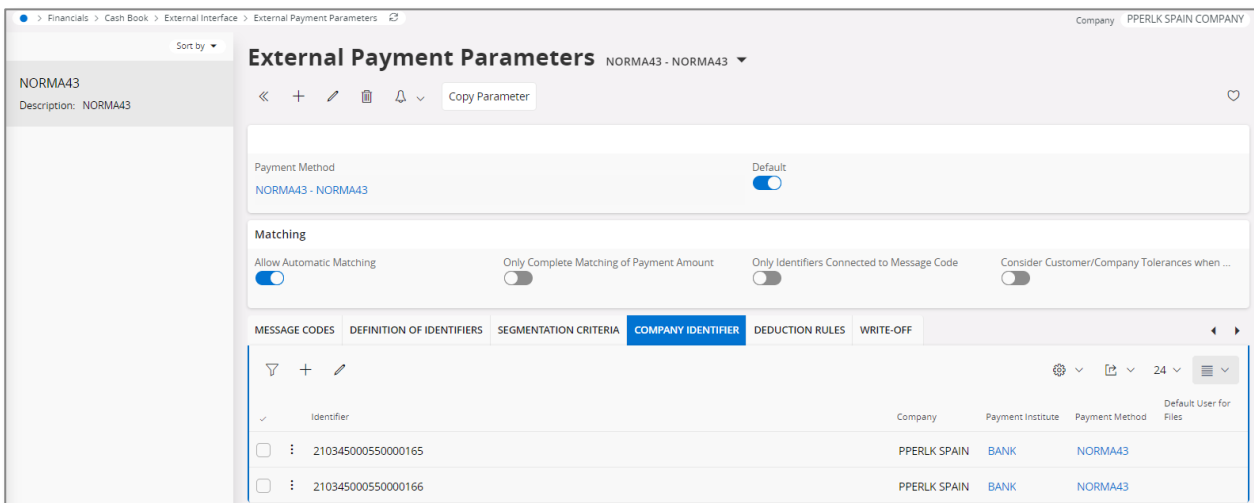 > Financials > Cash Book > External Interface > External Payment Parameters
Company PPERLK SPAIN COMPANY
Sort by
NORMA43
Description: NORMA43
External Payment Parameters NORMA43 - NORMA43
Copy Parameter
Payment Method
Default
NORMA43 - NORMA43
Matching
Allow Automatic Matching
Only Complete Matching of Payment Amount
Only Identifiers Connected to Message Code
Consider Customer/Company Tolerances when ...
MESSAGE CODES DEFINITION OF IDENTIFIERS SEGMENTATION CRITERIA COMPANY IDENTIFIER DEDUCTION RULES WRITE-OFF
24
Identifier Company Payment Institute Payment Method Default User for
Files
210345000550000165 PPERLK SPAIN BANK NORMA43
210345000550000166 PPERLK SPAIN BANK NORMA43